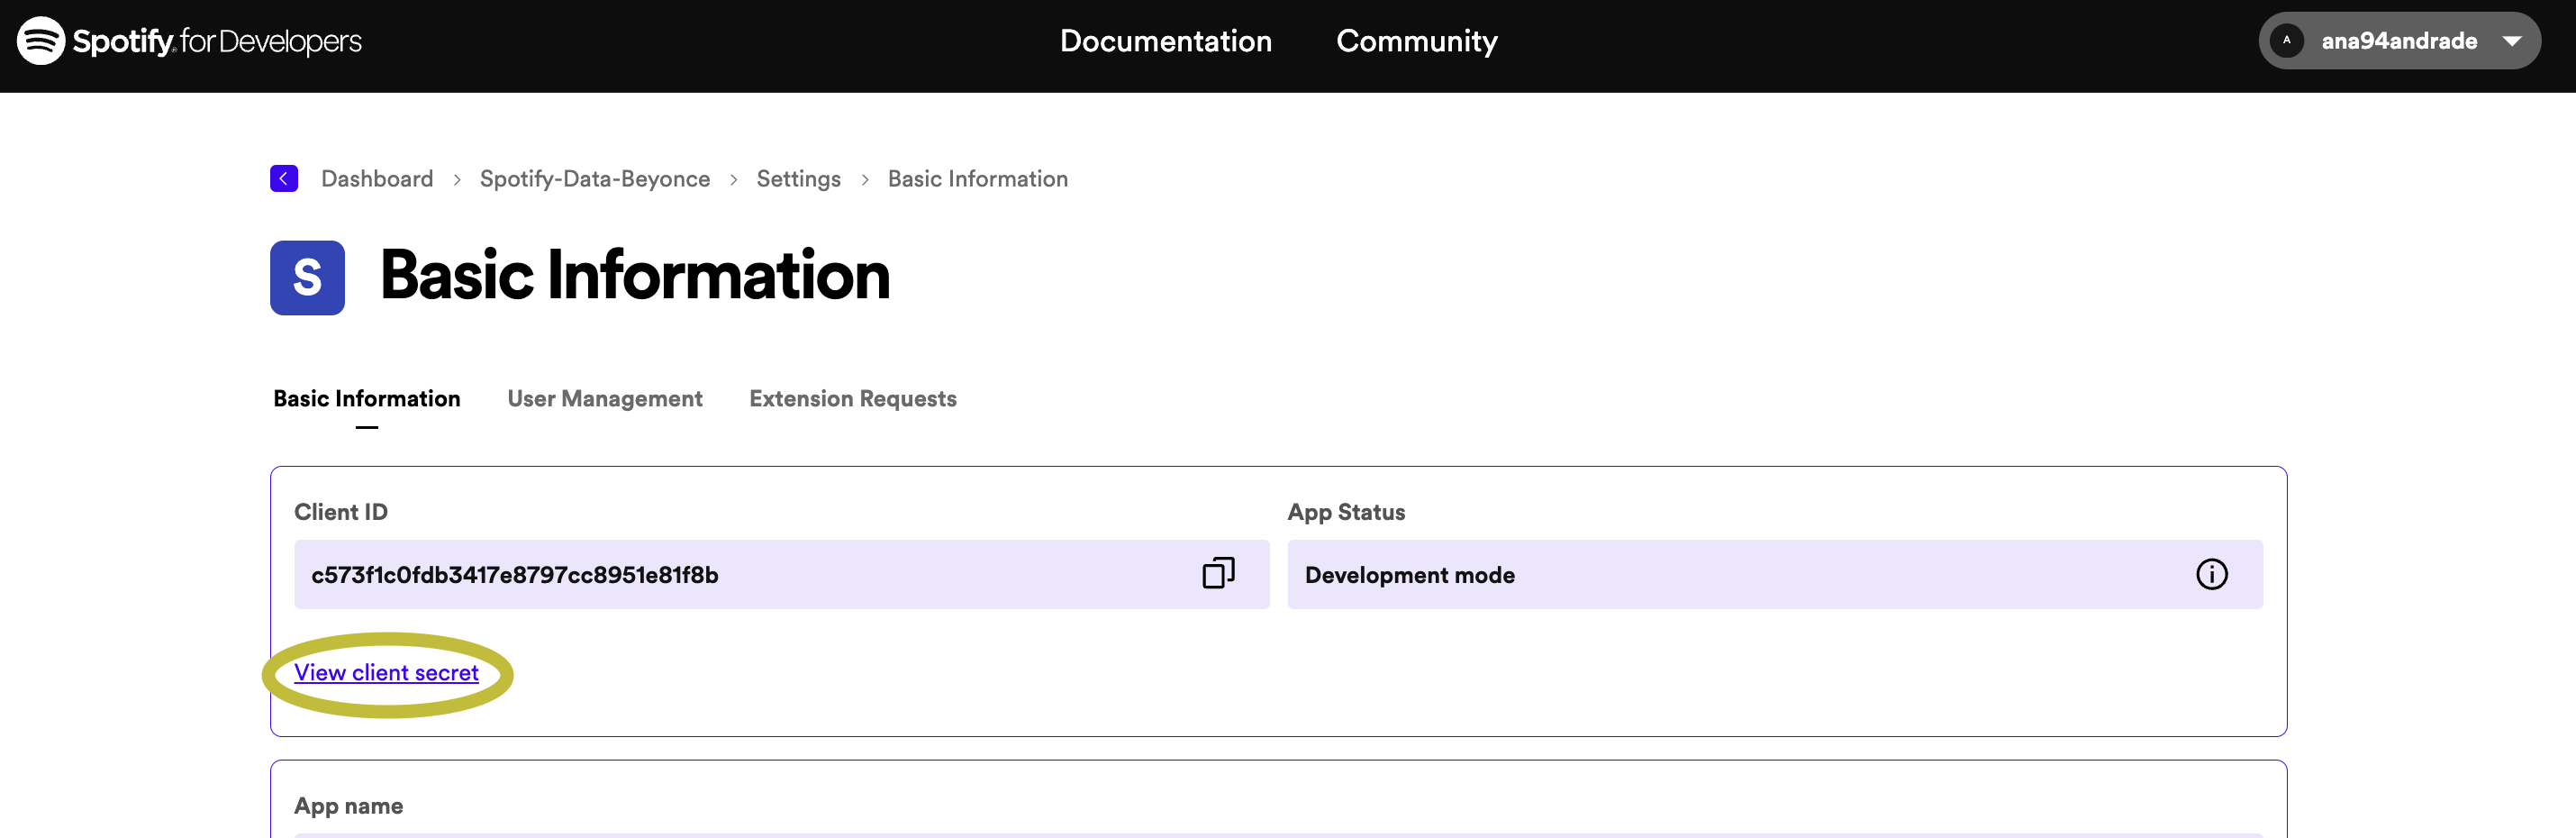 Spotify for Developers
Documentation Community
A ana94andrade
Dashboard > Spotify-Data-Beyonce > Settings > Basic Information
S Basic Information
Basic Information User Management Extension Requests
Client ID App Status
c573f1c0fdb3417e8797cc8951e81f8b Development mode
View client secret
App name